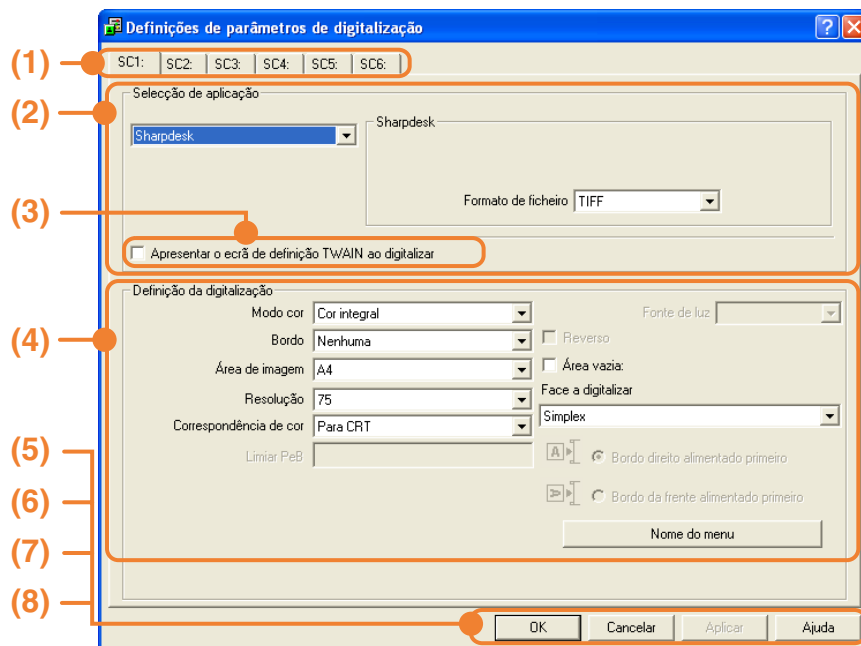 Definições de parâmetros de digitalização
(1)
SC1: SC2: SC3: SC4: SC5: SC6:
(2)
Selecção de aplicação
Sharpdesk
Sharpdesk
Formato de ficheiro TIFF
(3)
Apresentar o ecrã de definição TWAIN ao digitalizar
(4)
Definição da digitalização
Modo cor Cor integral
Fonte de luz
Bordo Nenhuma
Reverso
Área de imagem A4
Área vazia:
Resolução 75
Face a digitalizar
Correspondência de cor Para CRT
Simplex
Limiar PeB
A Bordo direito alimentado primeiro
A Bordo da frente alimentado primeiro
Nome do menu
(5)
(6)
(7)
(8)
OK Cancelar Aplicar Ajuda